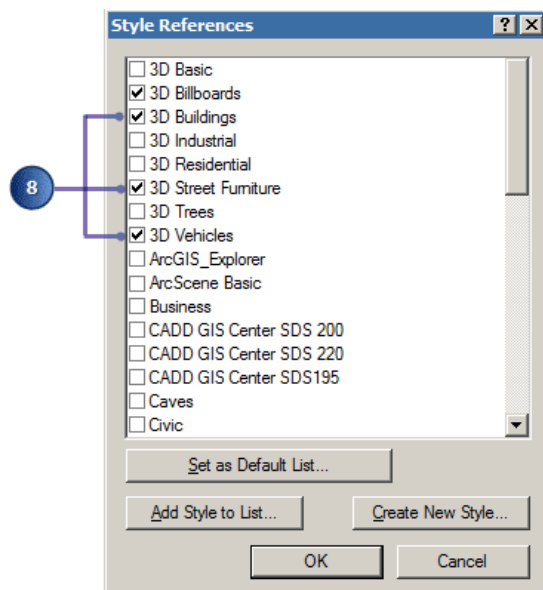 Style References
3D Basic
3D Billboards
3D Buildings
3D Industrial
3D Residential
8
3D Street Furniture
3D Trees
3D Vehicles
ArcGIS_Explorer
ArcScene Basic
Business
CADD GIS Center SDS 200
CADD GIS Center SDS 220
CADD GIS Center SDS195
Caves
Civic
Set as Default List...
Add Style to List... Create New Style...
OK Cancel